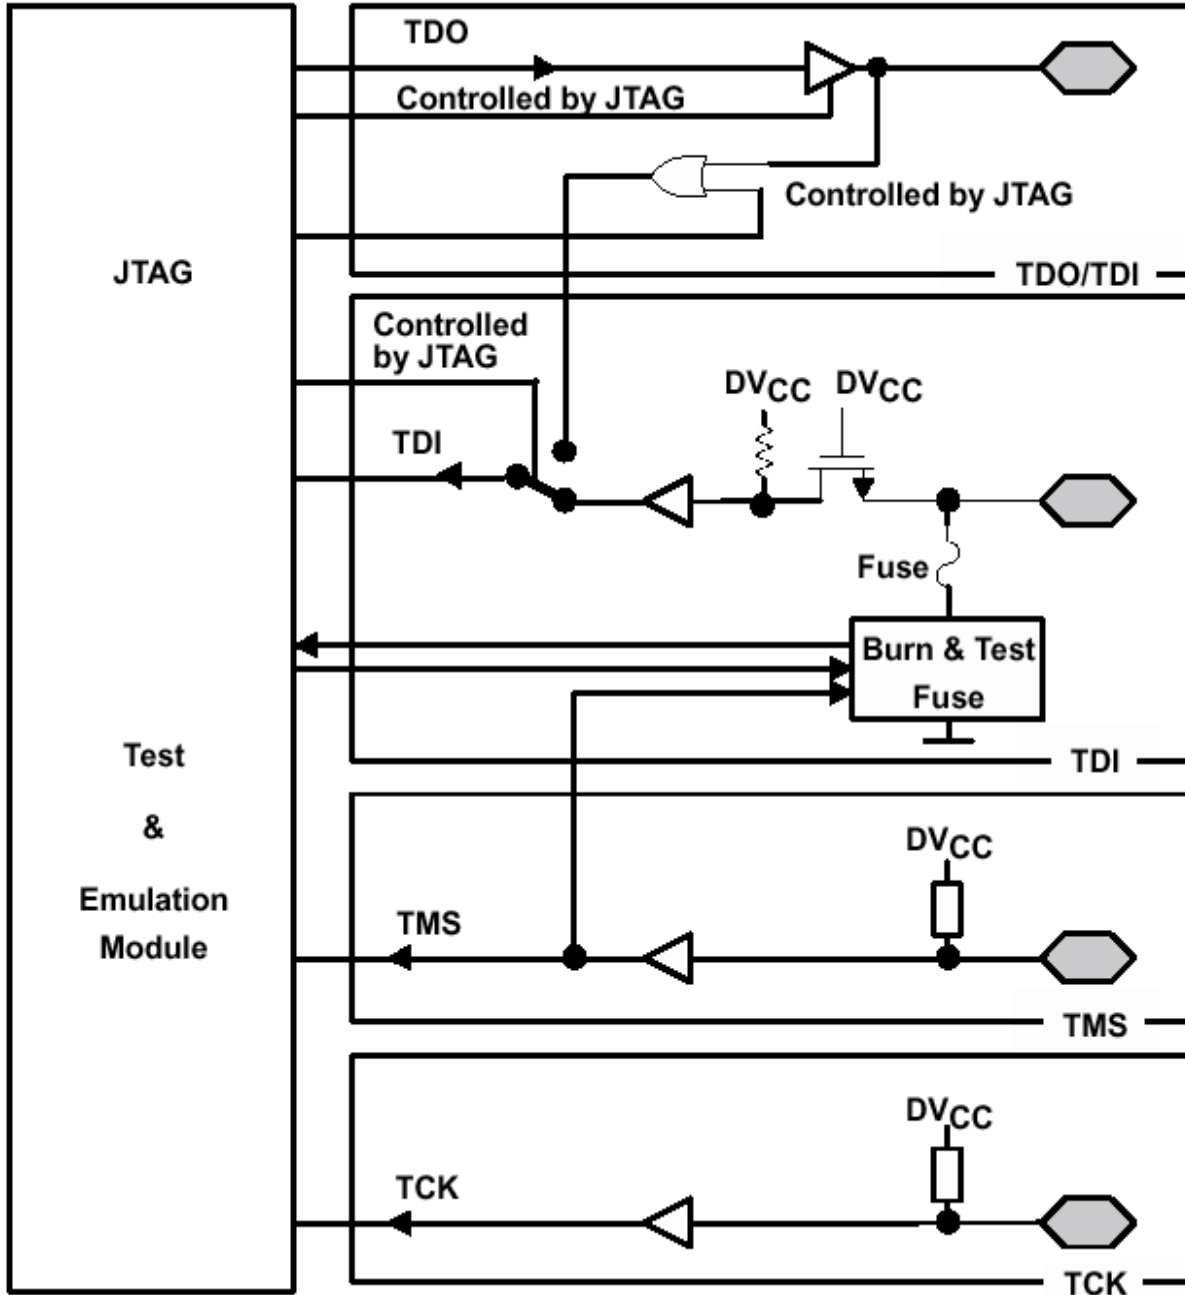 TDO
Controlled by JTAG
Controlled by JTAG
TDO/TDI
JTAG
Controlled
by JTAG
TDI
DVCC
DVCC
Fuse
Burn & Test
Fuse
TDI
Test
&
Emulation
Module
DVCC
TMS
TMS
DVCC
TCK
TCK